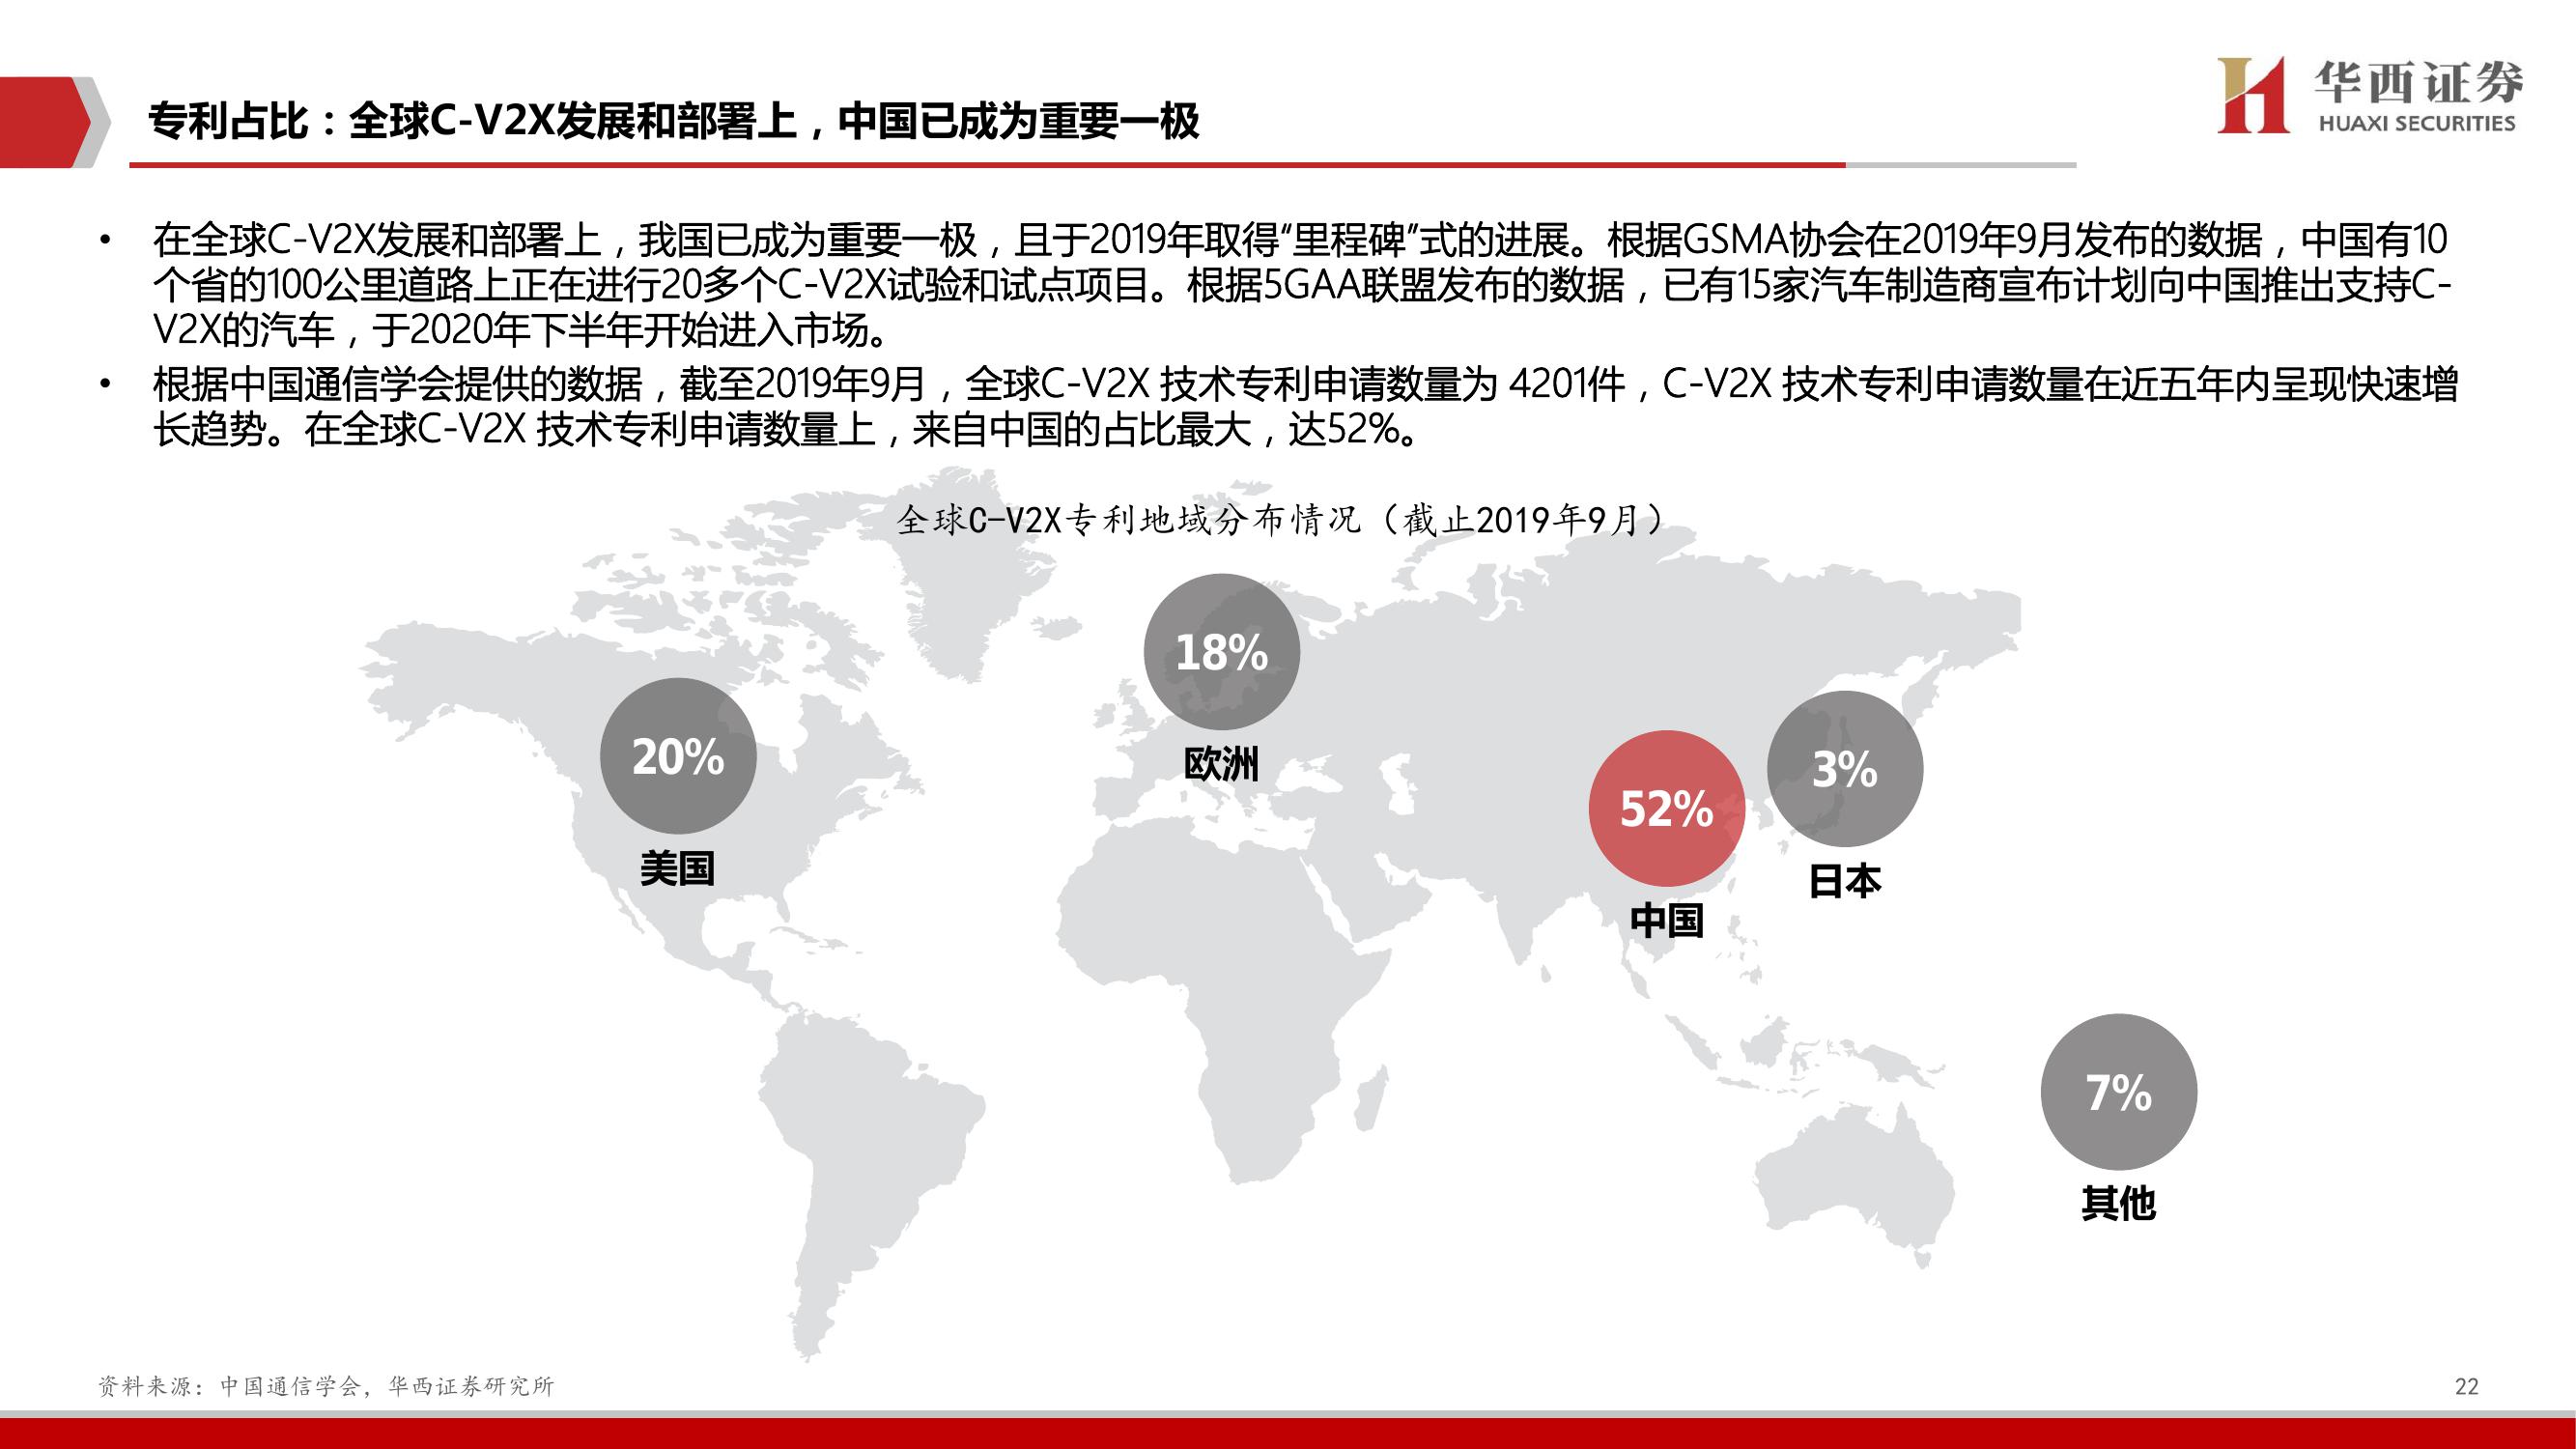 华西证券
HUAXI SECURITIES
专利占比：全球C-V2X发展和部署上，中国已成为重要一极
• 在全球C-V2X发展和部署上，我国已成为重要一极，且于2019年取得“里程碑”式的进展。根据GSMA协会在2019年9月发布的数据，中国有10
个省的100公里道路上正在进行20多个C-V2X试验和试点项目。根据5GAA联盟发布的数据，已有15家汽车制造商宣布计划向中国推出支持C-
V2X的汽车，于2020年下半年开始进入市场。
• 根据中国通信学会提供的数据，截至2019年9月，全球C-V2X 技术专利申请数量为 4201件，C-V2X 技术专利申请数量在近五年内呈现快速增
长趋势。在全球C-V2X 技术专利申请数量上，来自中国的占比最大，达52%。
全球C-V2X专利地域分布情况（截止2019年9月）
18%
欧洲
20%
美国
52%
中国
3%
日本
7%
其他
资料来源：中国通信学会，华西证券研究所
22